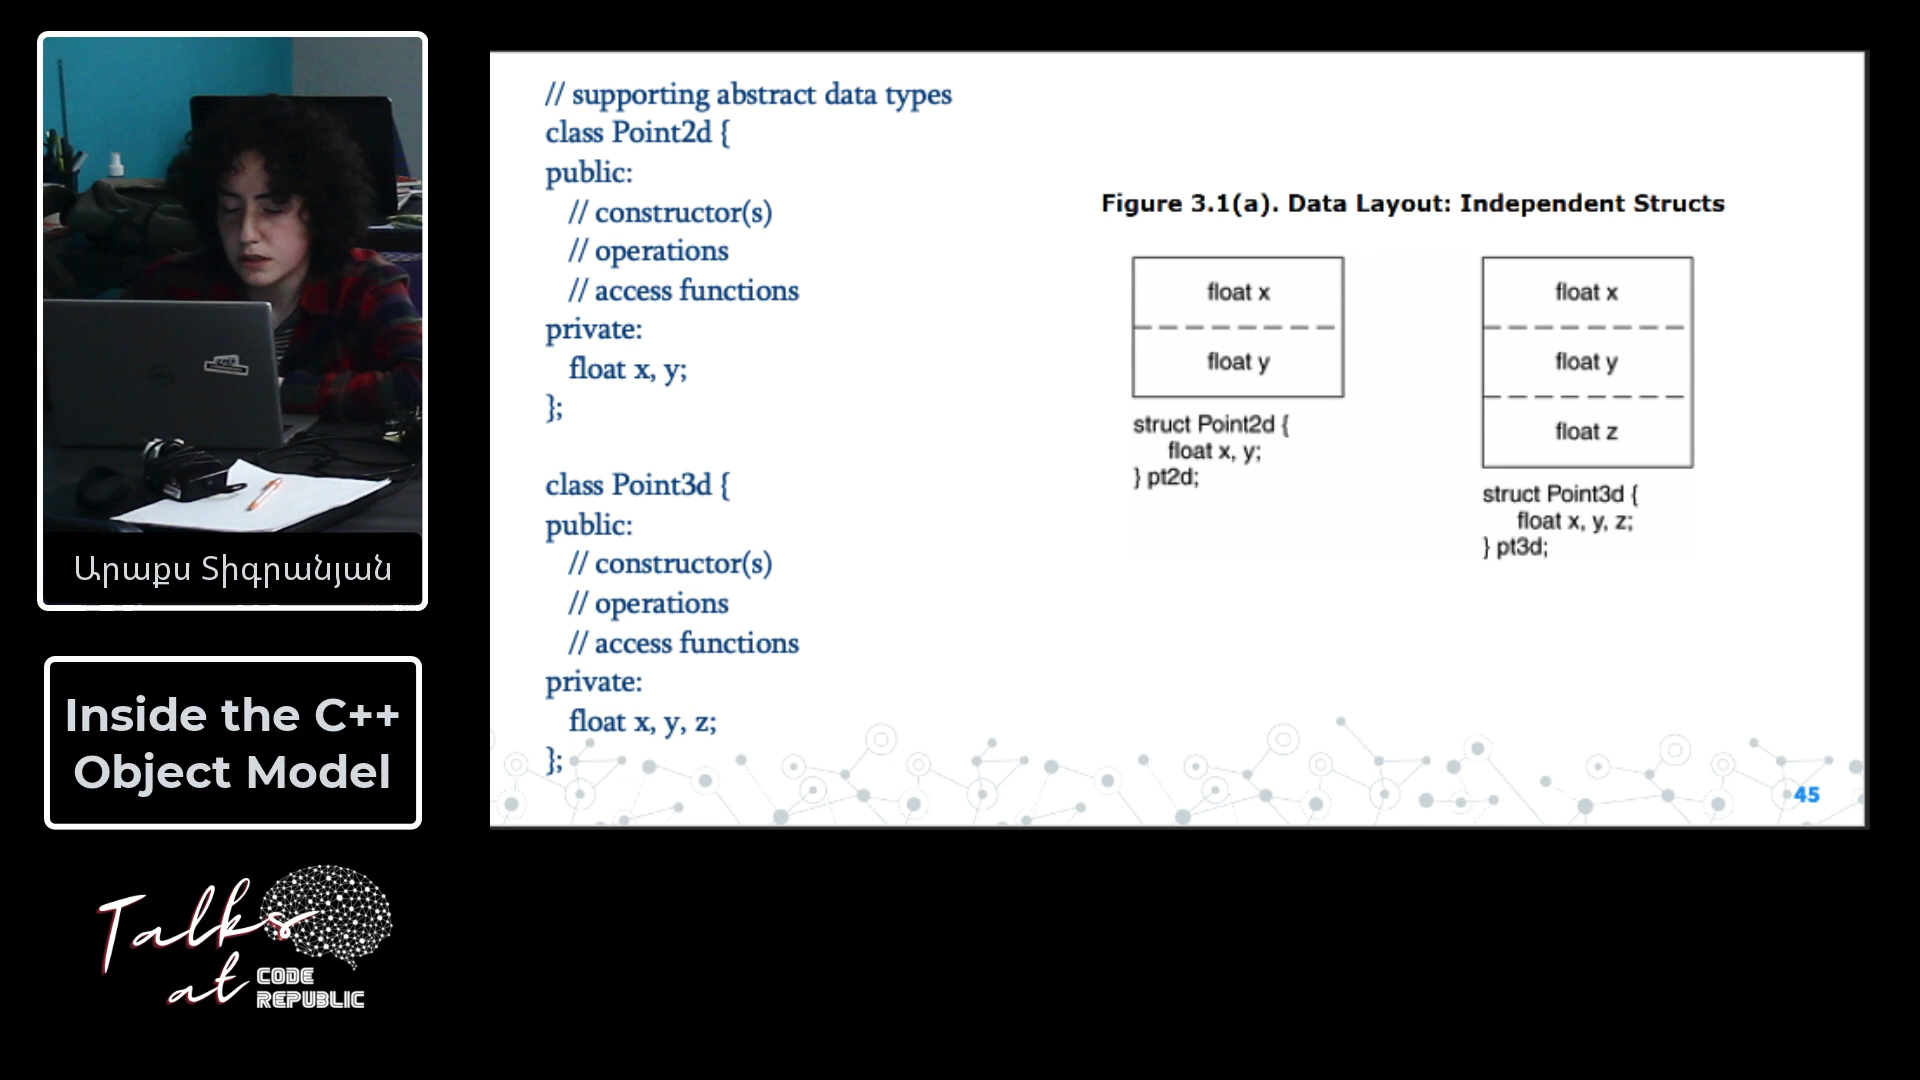 Արաքս Տիգրանյան
Inside the C++
Object Model
Talks
at CODE
REPUBLIC
// supporting abstract data types
class Point2d {
public:
// constructor(s)
// operations
// access functions
private:
float x, y;
};
class Point3d {
public:
// constructor(s)
// operations
// access functions
private:
float x, y, z;
};
Figure 3.1(a). Data Layout: Independent Structs
float x
float y
struct Point2d {
float x, y;
} pt2d;
float x
float y
float z
struct Point3d {
float x, y, z;
} pt3d;
45